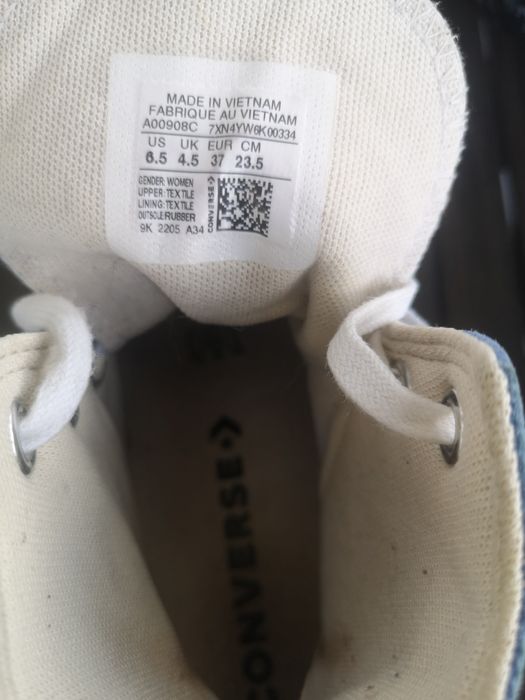 MADE IN VIETNAM
FABRIQUE AU VIETNAM
A00908C 7XN4YW6K00334
US UK EUR CM
6.5 4.5 37 23.5
GENDER: WOMEN
UPPER: TEXTILE
LINING: TEXTILE
OUTSOLE: RUBBER
9K 2205 A34
CONVERSE
CONVERSE